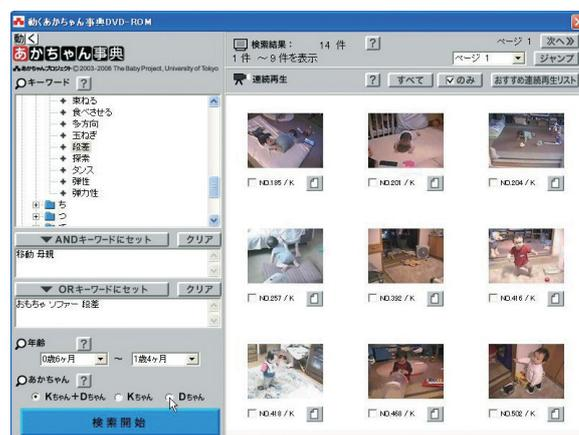 動くあかちゃん事典DVD-ROM
動く
あかちゃん事典
あかちゃんプロジェクト © 2003-2006 The Baby Project, University of Tokyo
キーワード ?
束ねる
食べさせる
多方向
玉ねぎ
段差
探索
ダンス
弾性
弾力性
ち
つ
▼ ANDキーワードにセット クリア
移動 母親
▼ ORキーワードにセット クリア
おもちゃ ソファー 段差
年齢 ?
0歳6ヶ月 ～ 1歳4ヶ月
あかちゃん ?
Kちゃん+Dちゃん Kちゃん Dちゃん
検索開始
検索結果: 14 件 ? ページ 1 次へ》
1 件 ～ 9 件を表示 ページ 1 ジャンプ
連続再生 ? すべて のみ おすすめ連続再生リスト
NO.185 / K NO.201 / K NO.204 / K
NO.257 / K NO.392 / K NO.416 / K
NO.418 / K NO.468 / K NO.502 / K